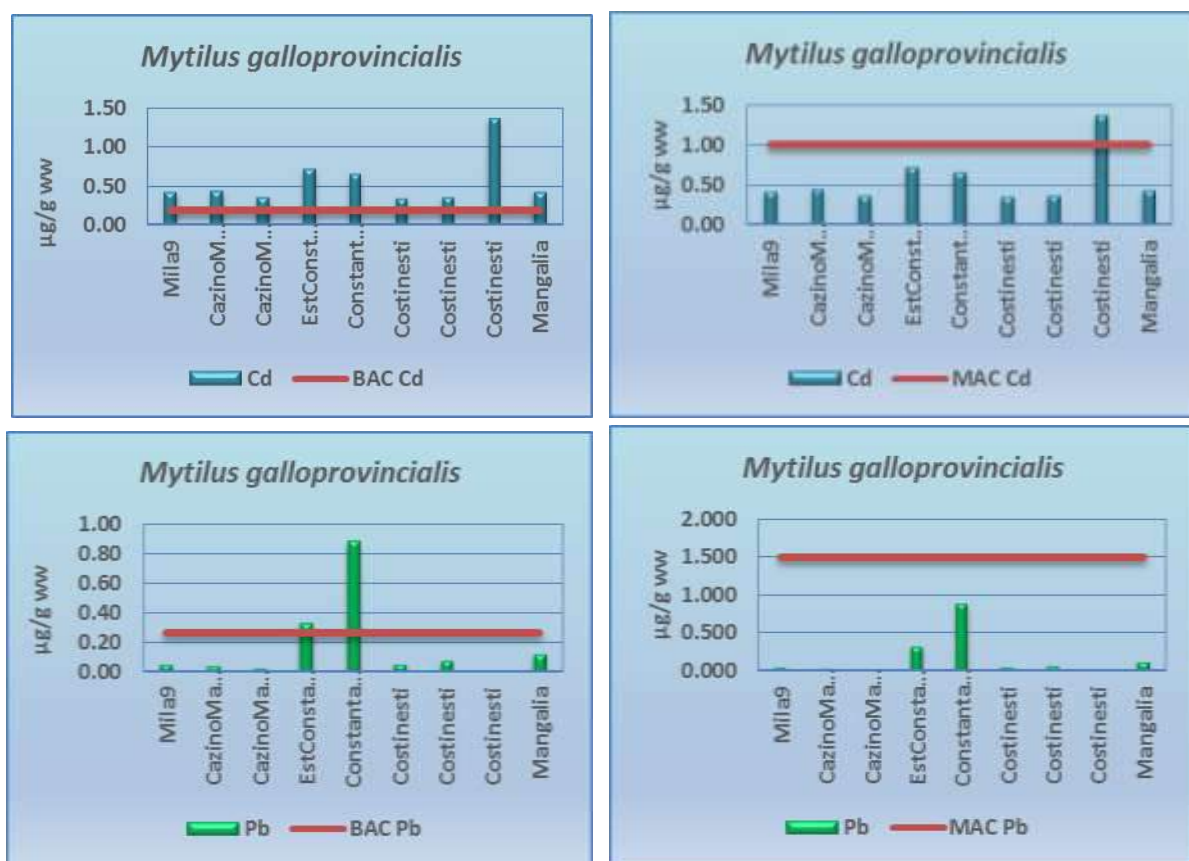 Mytilus galloprovincialis
µg/g ww
1.50
1.00
0.50
0.00
Mila9
CazinoM...
CazinoM...
EstConst...
Constant...
Costinesti
Costinesti
Costinesti
Mangalia
Cd BAC Cd
Mytilus galloprovincialis
µg/g ww
1.50
1.00
0.50
0.00
Mila9
CazinoM...
CazinoM...
EstConst...
Constant...
Costinesti
Costinesti
Costinesti
Mangalia
Cd MAC Cd
Mytilus galloprovincialis
µg/g ww
1.00
0.80
0.60
0.40
0.20
0.00
Mila9
CazinoMa...
CazinoMa...
EstConsta...
Constanta...
Costinesti
Costinesti
Costinesti
Mangalia
Pb BAC Pb
Mytilus galloprovincialis
µg/g ww
2.000
1.500
1.000
0.500
0.000
Mila9
CazinoMa...
CazinoMa...
EstConsta...
Constanta...
Costinesti
Costinesti
Costinesti
Mangalia
Pb MAC Pb